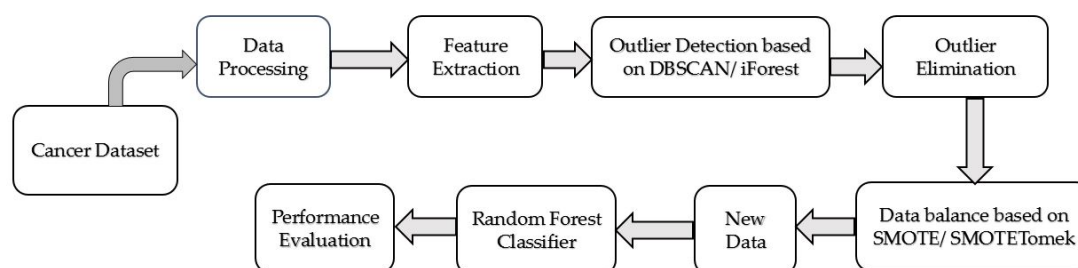 Cancer Dataset
Data
Processing
Feature
Extraction
Outlier Detection based
on DBSCAN/ iForest
Outlier
Elimination
Data balance based on
SMOTE/ SMOTETomek
New
Data
Random Forest
Classifier
Performance
Evaluation